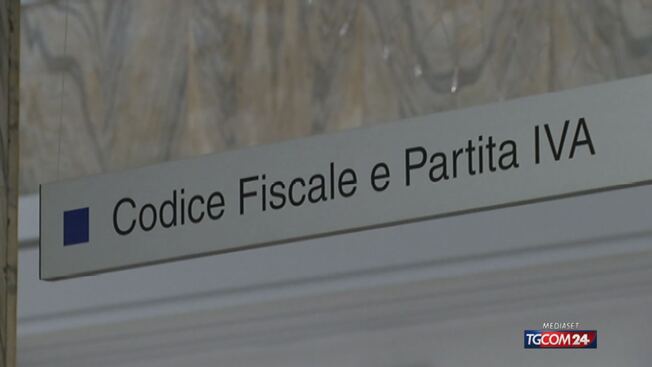 Codice Fiscale e Partita IVA
MEDIASET
TGCOM24